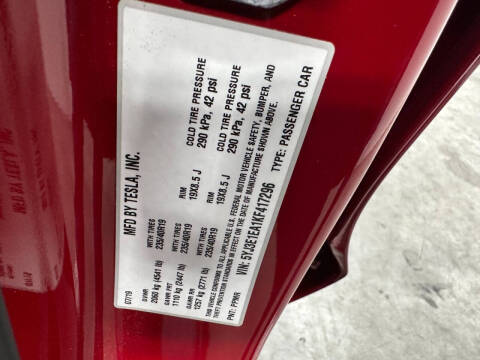 MFD BY TESLA, INC.
07/19
GVWR
2060 kg (4541 lb)
GAWR FRT WITH TIRES RIM COLD TIRE PRESSURE
1110 kg (2447 lb) 235/40R19 19X8.5 J 290 kPa, 42 psi
GAWR RR WITH TIRES RIM COLD TIRE PRESSURE
1257 kg (2771 lb) 235/40R19 19X8.5 J 290 kPa, 42 psi
THIS VEHICLE CONFORMS TO ALL APPLICABLE U.S. FEDERAL MOTOR VEHICLE SAFETY, BUMPER, AND
THEFT PREVENTION STANDARDS IN EFFECT ON THE DATE OF MANUFACTURE SHOWN ABOVE.
VIN: 5YJ3E1EA1KF417296 TYPE: PASSENGER CAR
PNT: PPMR